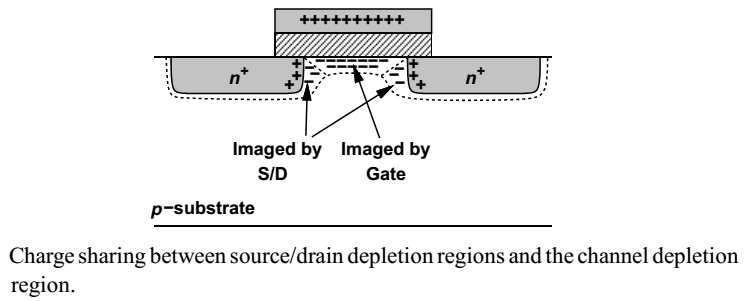 ++++++++++
n+
n+
Imaged by Imaged by
S/D Gate
p−substrate
Charge sharing between source/drain depletion regions and the channel depletion
region.